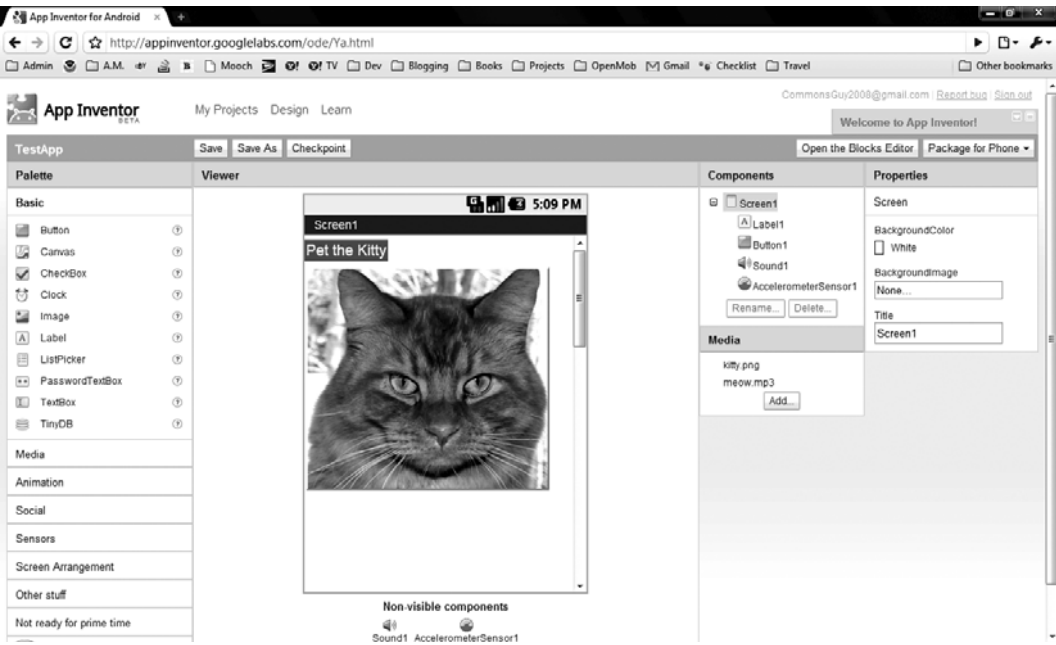 App Inventor for Android
http://appinventor.googlelabs.com/ode/Ya.html
Admin A.M. Mooch TV Dev Blogging Books Projects OpenMob Gmail Checklist Travel Other bookmarks
CommonsGuy2008@gmail.com | Report bug | Sign out
App Inventor
BETA
My Projects Design Learn
Welcome to App Inventor!
TestApp
Save Save As Checkpoint
Open the Blocks Editor Package for Phone
Palette
Basic
Button
Canvas
CheckBox
Clock
Image
Label
ListPicker
PasswordTextBox
TextBox
TinyDB
Media
Animation
Social
Sensors
Screen Arrangement
Other stuff
Not ready for prime time
Viewer
5:09 PM
Screen1
Pet the Kitty
Non-visible components
Sound1 AccelerometerSensor1
Components
Screen1
Label1
Button1
Sound1
AccelerometerSensor1
Rename... Delete...
Media
kitty.png
meow.mp3
Add...
Properties
Screen
BackgroundColor
White
BackgroundImage
None...
Title
Screen1